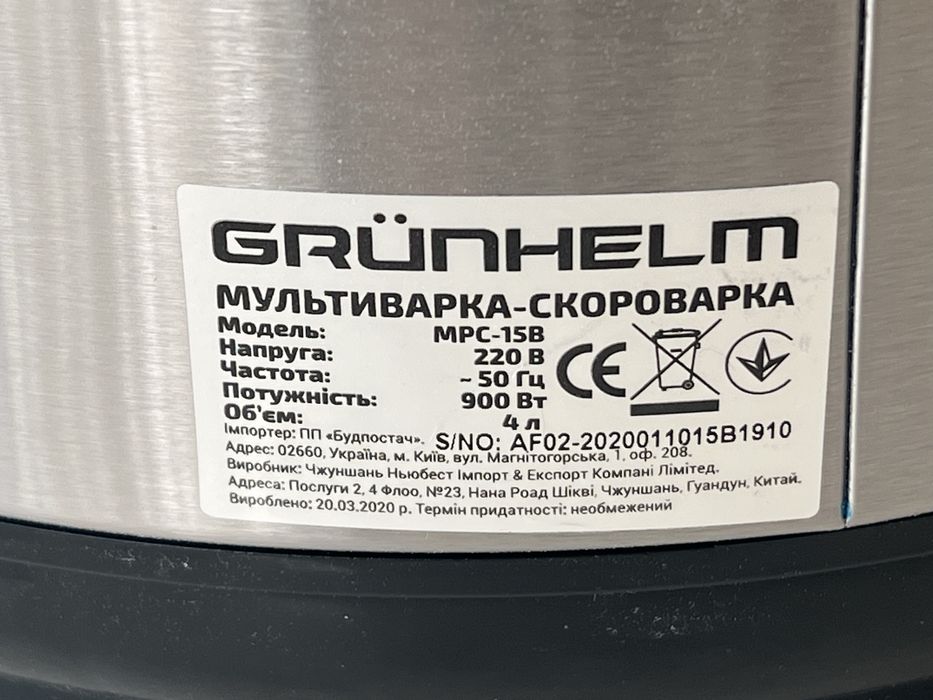 GRÜNHELM
МУЛЬТИВАРКА-СКОРОВАРКА
Модель: MPC-15B
Напруга: 220 В
Частота: ~ 50 Гц
Потужність: 900 Вт
Об'єм: 4 л
CE
Імпортер: ПП «Будпостач». S/NO: AF02-2020011015B1910
Адрес: 02660, Україна, м. Київ, вул. Магнітогорська, 1, оф. 208.
Виробник: Чжуншань Ньюбест Імпорт & Експорт Компані Лімітед.
Адреса: Послуги 2, 4 Флоо, №23, Нана Роад Шікві, Чжуншань, Гуандун, Китай.
Вироблено: 20.03.2020 р. Термін придатності: необмежений